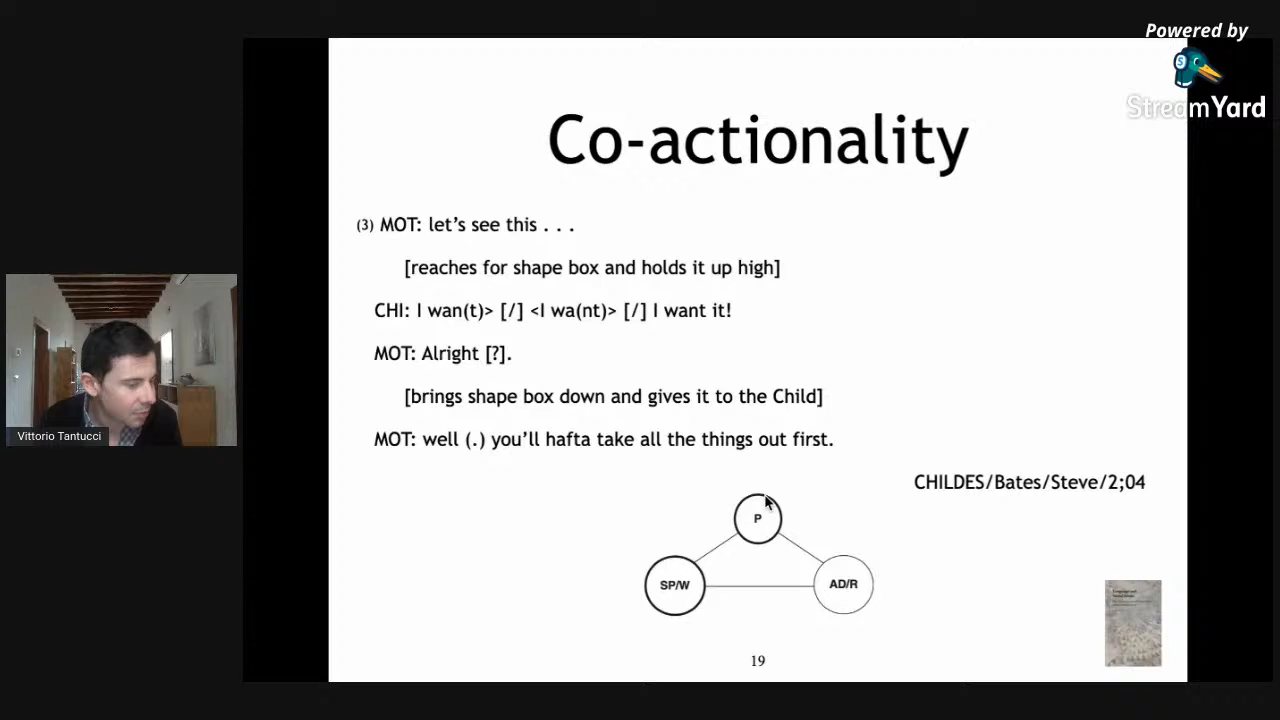 Powered by
StreamYard
Co-actionality
(3) MOT: let’s see this . . .
[reaches for shape box and holds it up high]
CHI: I wan(t)> [/] <I wa(nt)> [/] I want it!
MOT: Alright [?].
[brings shape box down and gives it to the Child]
MOT: well (.) you’ll hafta take all the things out first.
CHILDES/Bates/Steve/2;04
P
SP/W
AD/R
19
Vittorio Tantucci